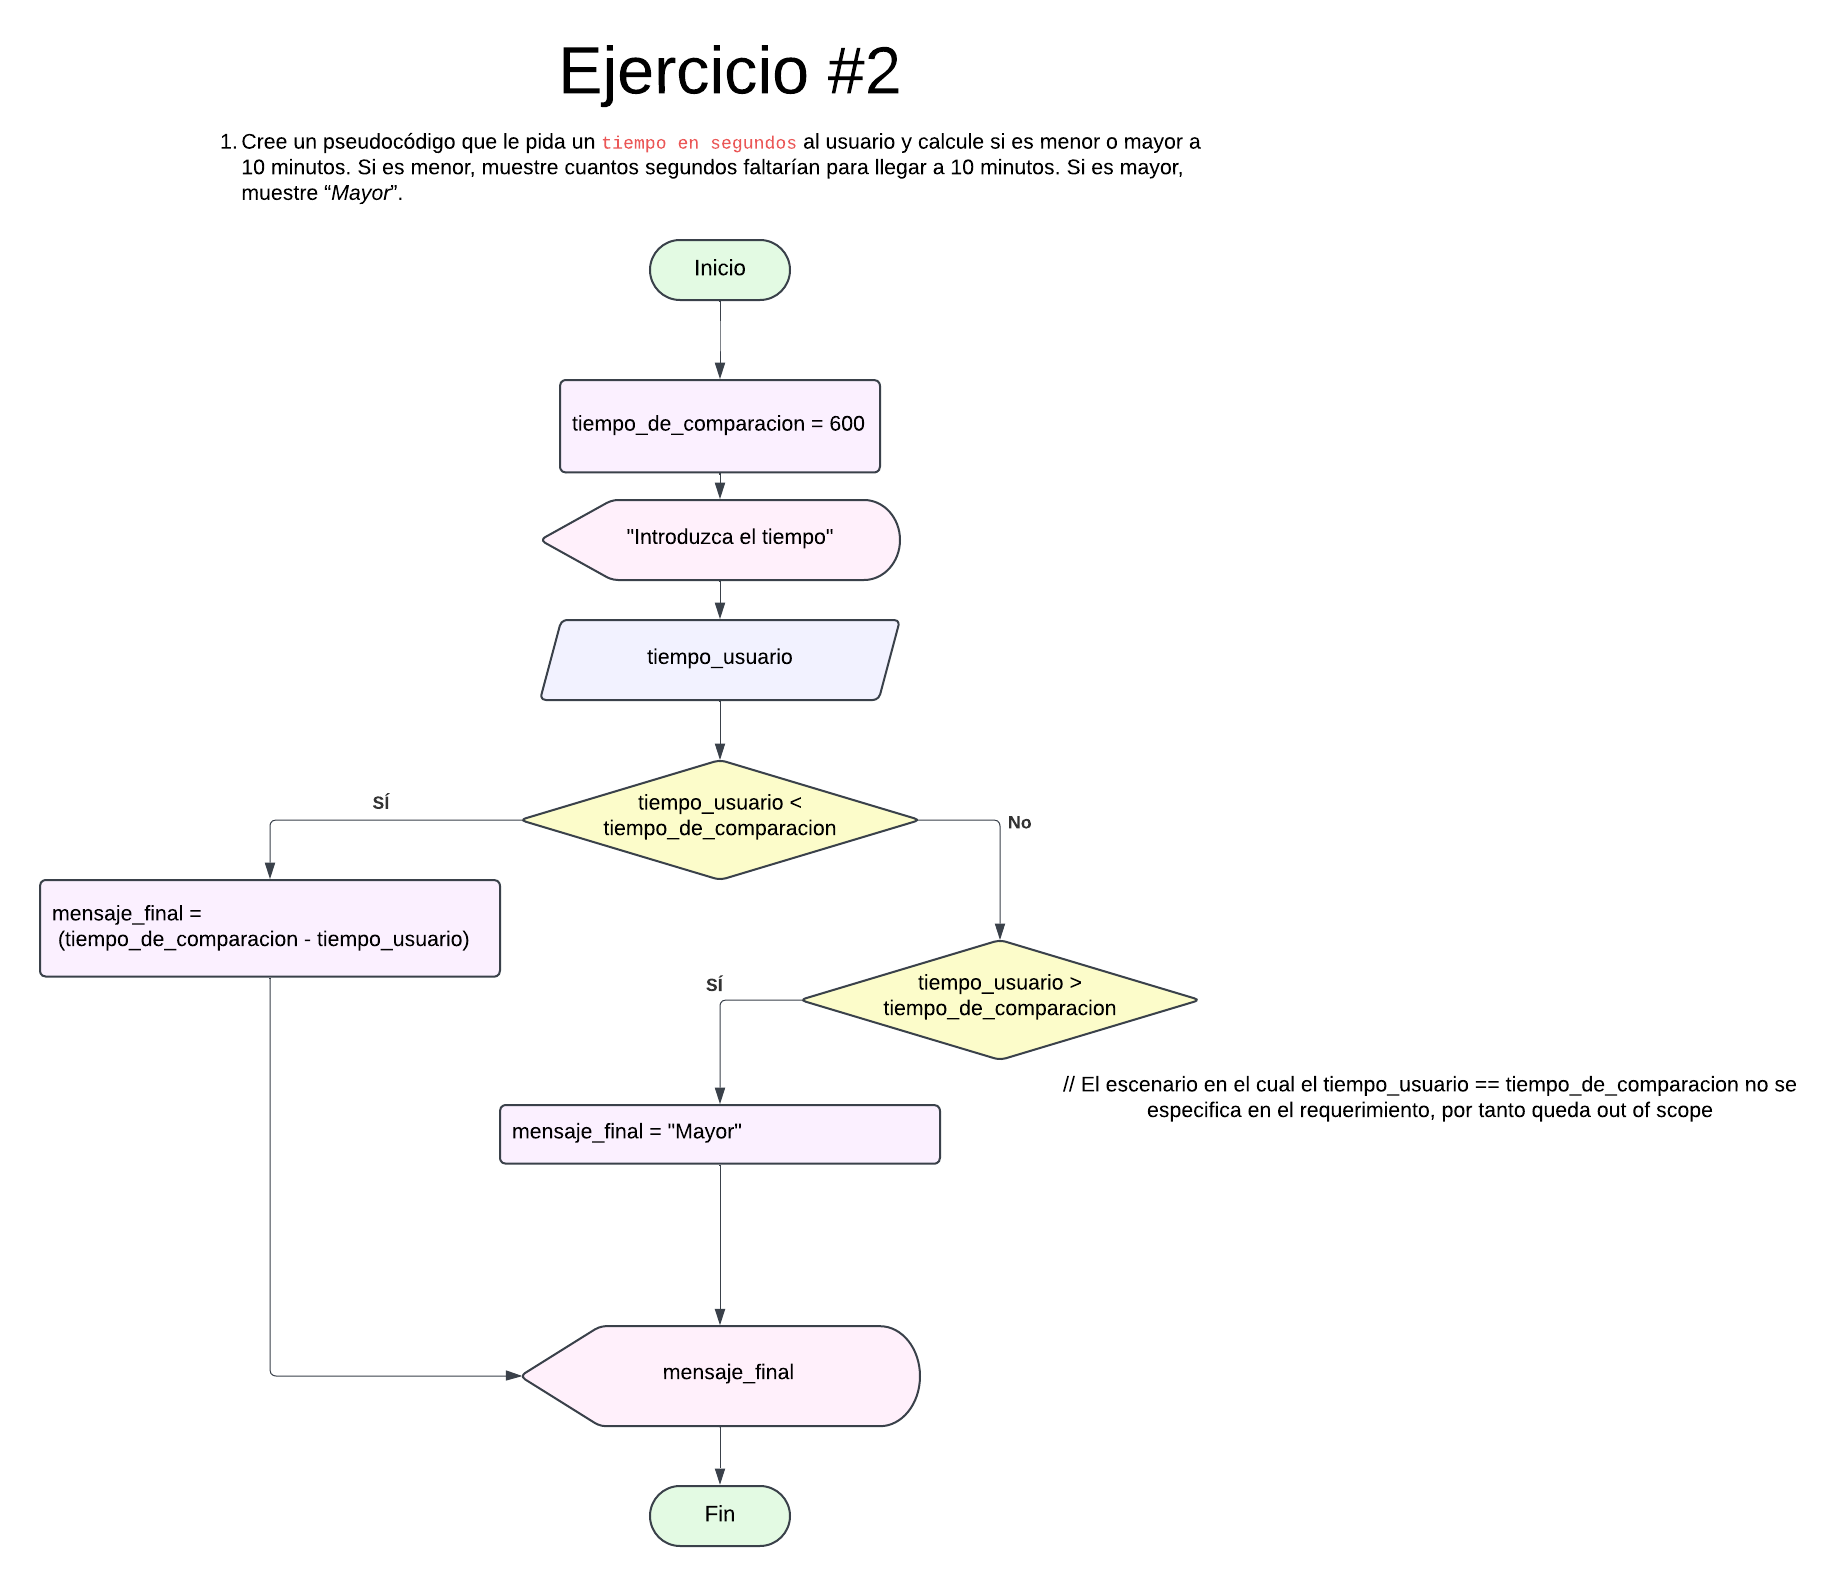 Ejercicio #2
1. Cree un pseudocódigo que le pida un tiempo en segundos al usuario y calcule si es menor o mayor a
10 minutos. Si es menor, muestre cuantos segundos faltarían para llegar a 10 minutos. Si es mayor,
muestre “Mayor”.
Inicio
tiempo_de_comparacion = 600
"Introduzca el tiempo"
tiempo_usuario
tiempo_usuario <
tiempo_de_comparacion
SÍ
No
mensaje_final =
(tiempo_de_comparacion - tiempo_usuario)
tiempo_usuario >
tiempo_de_comparacion
SÍ
// El escenario en el cual el tiempo_usuario == tiempo_de_comparacion no se
especifica en el requerimiento, por tanto queda out of scope
mensaje_final = "Mayor"
mensaje_final
Fin